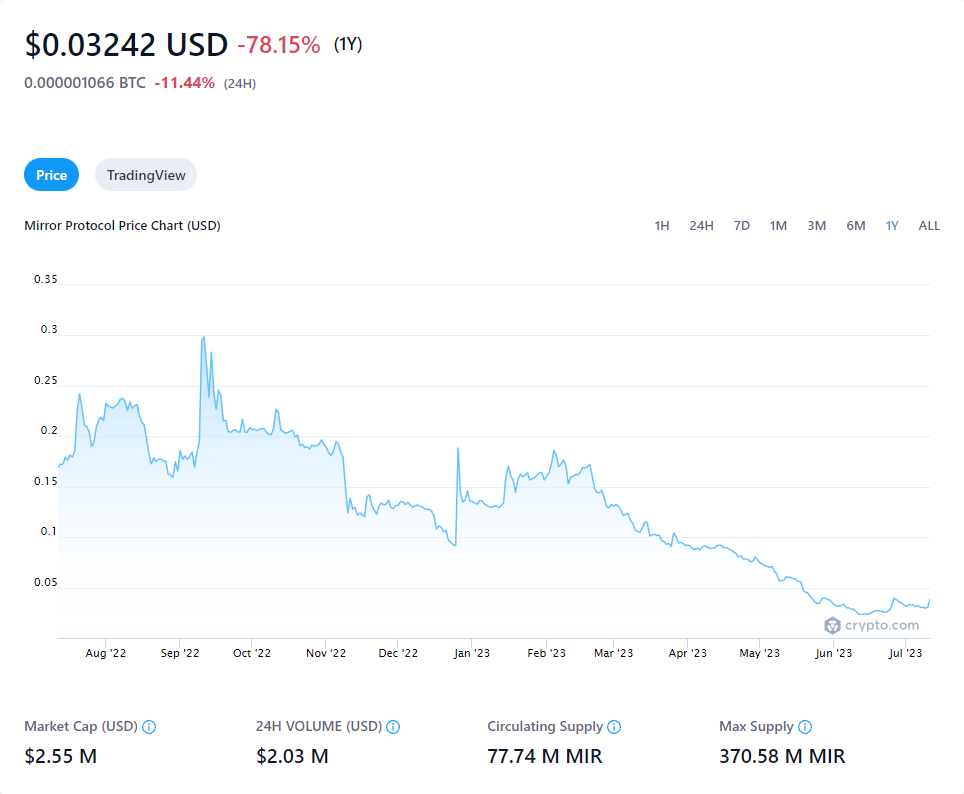 $0.03242 USD -78.15% (1Y)
0.000001066 BTC -11.44% (24H)
Price TradingView
Mirror Protocol Price Chart (USD) 1H 24H 7D 1M 3M 6M 1Y ALL
0.35
0.3
0.25
0.2
0.15
0.1
0.05
crypto.com
Aug '22 Sep '22 Oct '22 Nov '22 Dec '22 Jan '23 Feb '23 Mar '23 Apr '23 May '23 Jun '23 Jul '23
Market Cap (USD) 24H VOLUME (USD) Circulating Supply Max Supply
$2.55 M $2.03 M 77.74 M MIR 370.58 M MIR